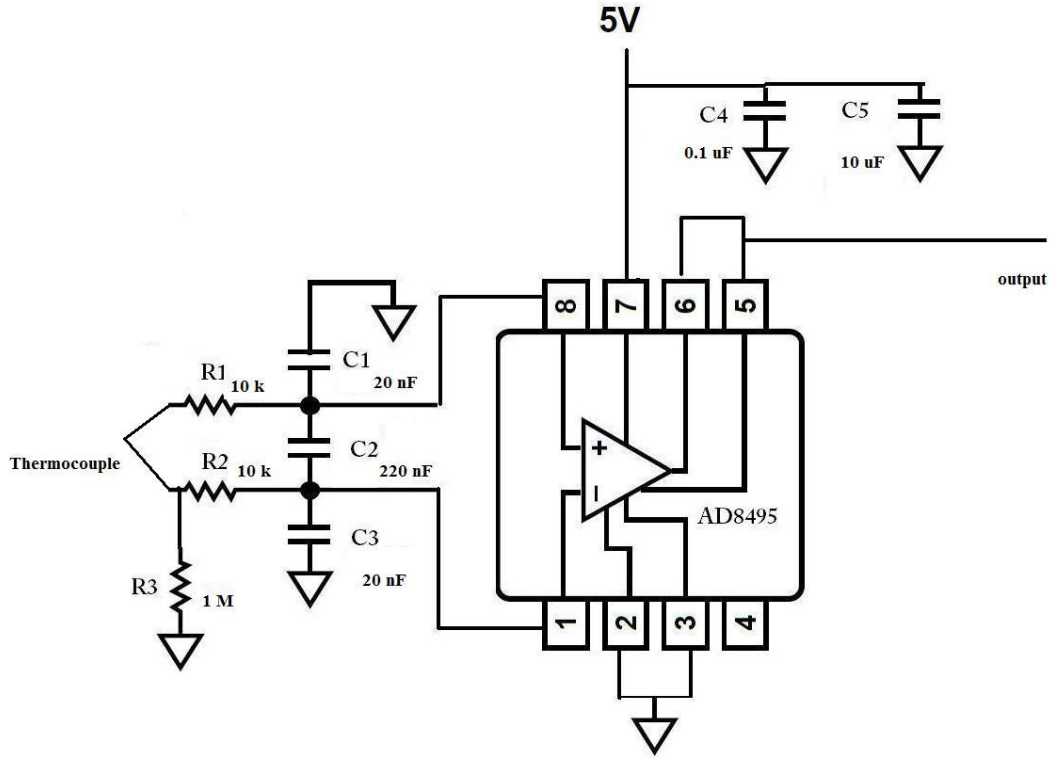 5V
C4
C5
0.1 uF
10 uF
output
8
7
6
5
C1
20 nF
R1
10 k
C2
220 nF
Thermocouple
R2
10 k
+
−
AD8495
C3
20 nF
R3
1 M
1
2
3
4